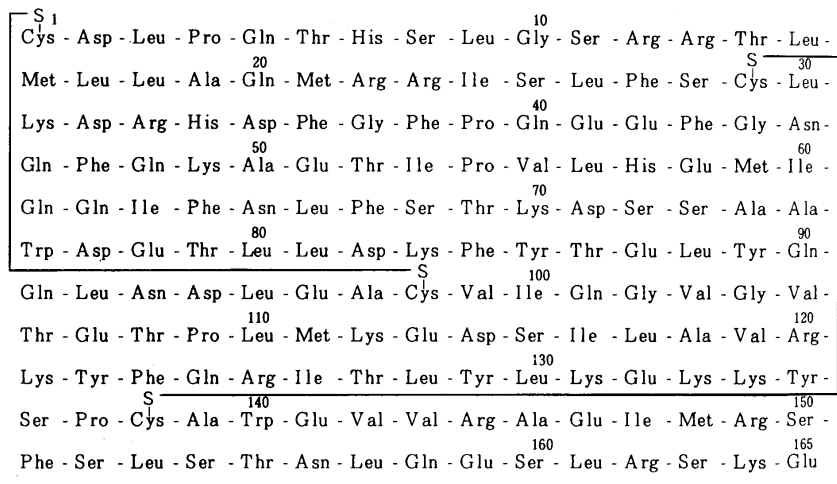 S 1 10
Cys - Asp - Leu - Pro - Gln - Thr - His - Ser - Leu - Gly - Ser - Arg - Arg - Thr - Leu -
20 S 30
Met - Leu - Leu - Ala - Gln - Met - Arg - Arg - Ile - Ser - Leu - Phe - Ser - Cys - Leu -
40
Lys - Asp - Arg - His - Asp - Phe - Gly - Phe - Pro - Gln - Glu - Glu - Phe - Gly - Asn -
50 60
Gln - Phe - Gln - Lys - Ala - Glu - Thr - Ile - Pro - Val - Leu - His - Glu - Met - Ile -
70
Gln - Gln - Ile - Phe - Asn - Leu - Phe - Ser - Thr - Lys - Asp - Ser - Ser - Ala - Ala -
80 90
Trp - Asp - Glu - Thr - Leu - Leu - Asp - Lys - Phe - Tyr - Thr - Glu - Leu - Tyr - Gln -
S 100
Gln - Leu - Asn - Asp - Leu - Glu - Ala - Cys - Val - Ile - Gln - Gly - Val - Gly - Val -
110 120
Thr - Glu - Thr - Pro - Leu - Met - Lys - Glu - Asp - Ser - Ile - Leu - Ala - Val - Arg -
130
Lys - Tyr - Phe - Gln - Arg - Ile - Thr - Leu - Tyr - Leu - Lys - Glu - Lys - Lys - Tyr -
S 140 150
Ser - Pro - Cys - Ala - Trp - Glu - Val - Val - Arg - Ala - Glu - Ile - Met - Arg - Ser -
160 165
Phe - Ser - Leu - Ser - Thr - Asn - Leu - Gln - Glu - Ser - Leu - Arg - Ser - Lys - Glu